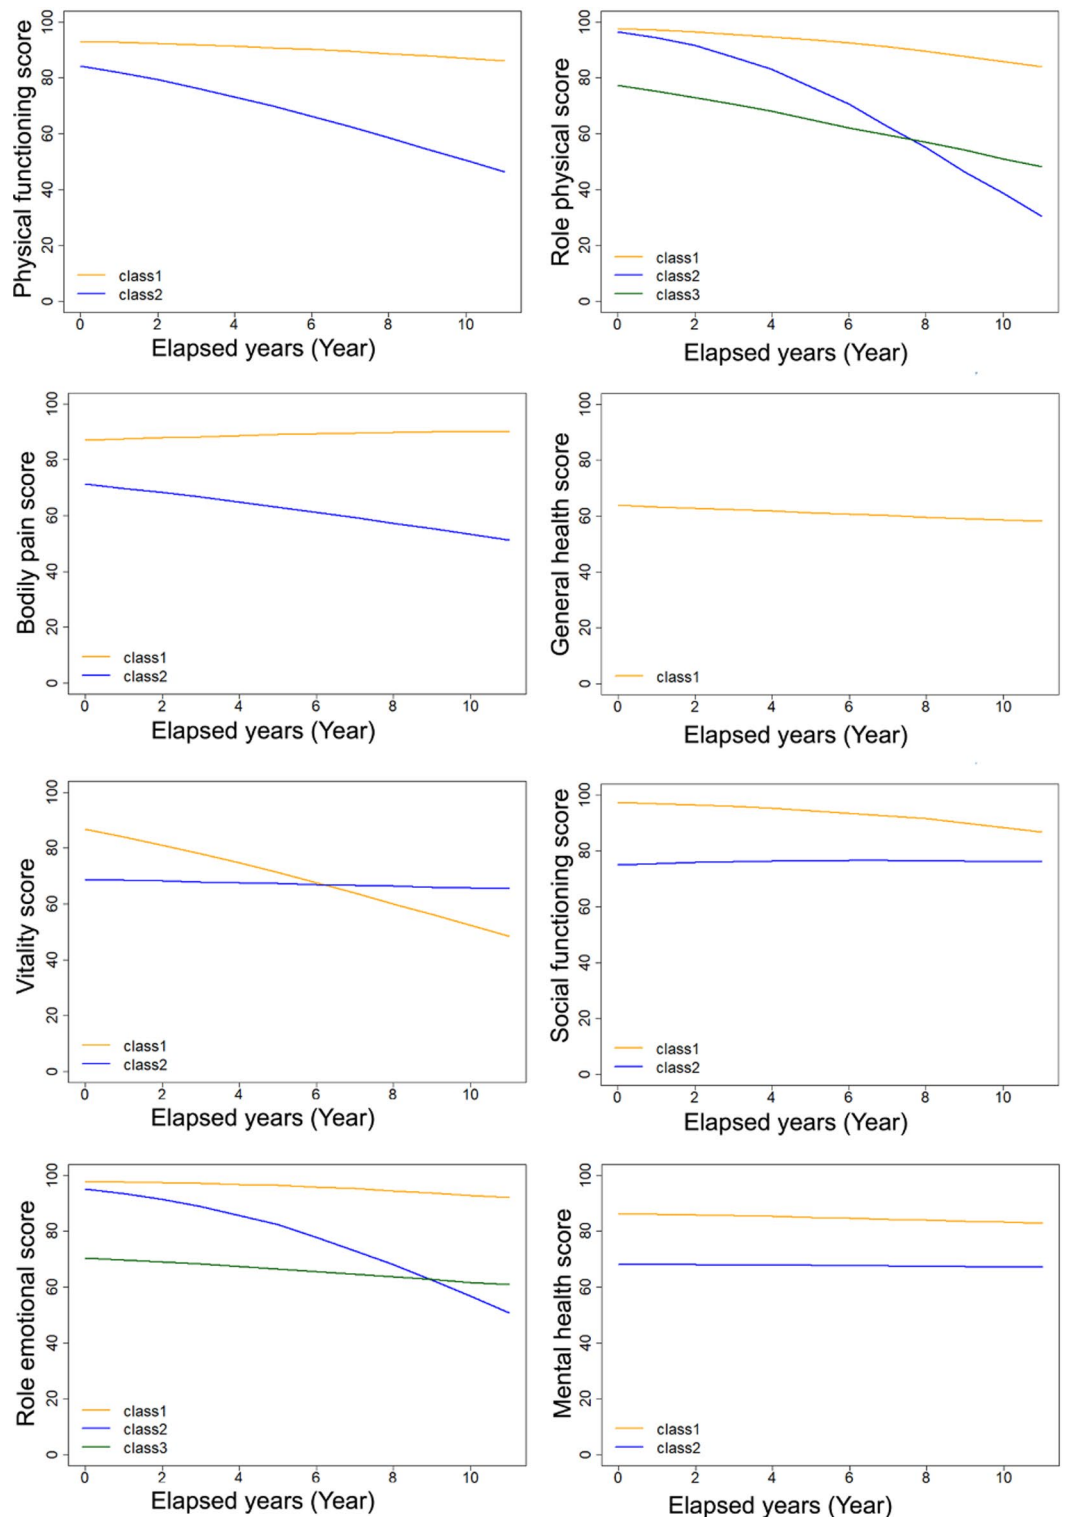 Physical functioning score
100
80
60
40
20
0
class1
class2
0 2 4 6 8 10
Elapsed years (Year)
Role physical score
100
80
60
40
20
0
class1
class2
class3
0 2 4 6 8 10
Elapsed years (Year)
Bodily pain score
100
80
60
40
20
0
class1
class2
0 2 4 6 8 10
Elapsed years (Year)
General health score
100
80
60
40
20
0
class1
0 2 4 6 8 10
Elapsed years (Year)
Vitality score
100
80
60
40
20
0
class1
class2
0 2 4 6 8 10
Elapsed years (Year)
Social functioning score
100
80
60
40
20
0
class1
class2
0 2 4 6 8 10
Elapsed years (Year)
Role emotional score
100
80
60
40
20
0
class1
class2
class3
0 2 4 6 8 10
Elapsed years (Year)
Mental health score
100
80
60
40
20
0
class1
class2
0 2 4 6 8 10
Elapsed years (Year)